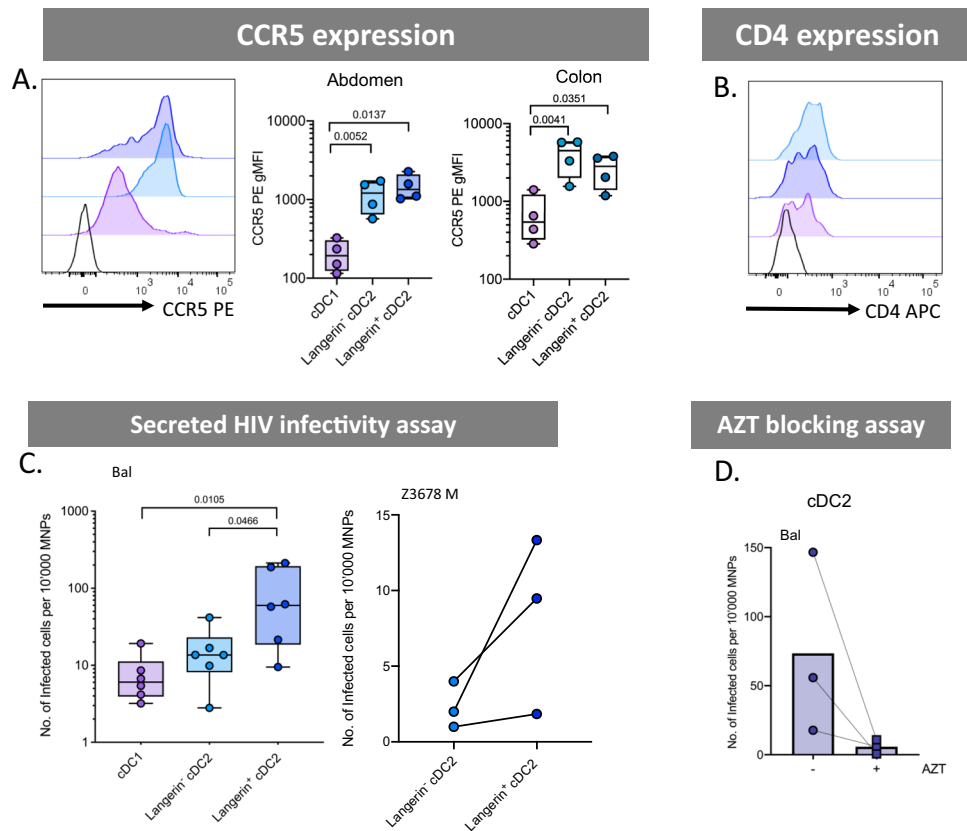 CCR5 expression
CD4 expression
A.
Abdomen
Colon
B.
0.0137
0.0052
10000
1000
100
CCR5 PE gMFI
cDC1
Langerin⁻ cDC2
Langerin⁺ cDC2
0.0351
0.0041
10000
1000
100
CCR5 PE gMFI
cDC1
Langerin⁻ cDC2
Langerin⁺ cDC2
0 10³ 10⁴ 10⁵
CCR5 PE
0 10³ 10⁴ 10⁵
CD4 APC
Secreted HIV infectivity assay
AZT blocking assay
C.
Bal
0.0105
0.0466
1000
100
10
1
No. of Infected cells per 10'000 MNPs
cDC1
Langerin⁻ cDC2
Langerin⁺ cDC2
Z3678 M
15
10
5
0
No. of Infected cells per 10'000 MNPs
Langerin⁻ cDC2
Langerin⁺ cDC2
D.
cDC2
Bal
150
100
50
0
No. of Infected cells per 10'000 MNPs
- + AZT